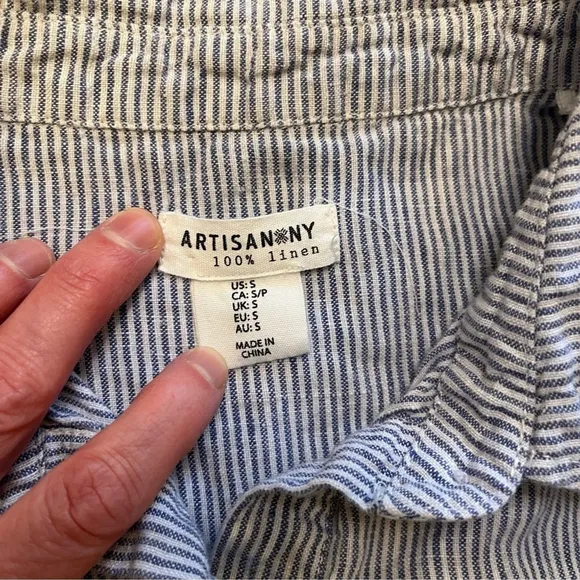 ARTISAN NY
100% linen
US: S
CA: S/P
UK: S
EU: S
AU: S
MADE IN
CHINA